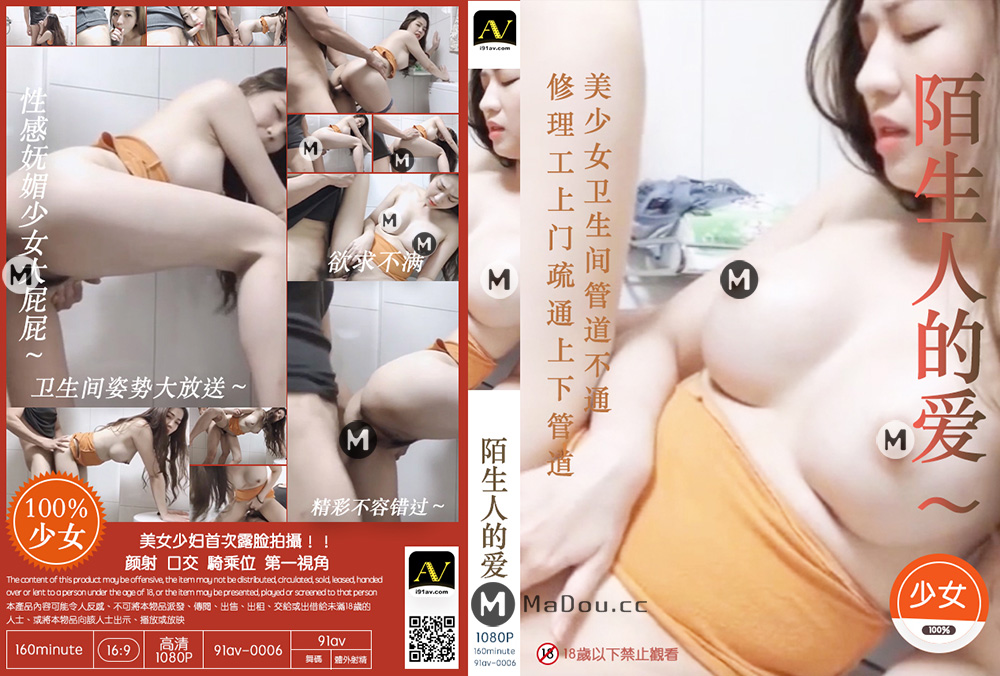 性感妩媚少女大屁屁~
欲求不满
卫生间姿势大放送~
精彩不容错过~
100%
少女
美女少妇首次露脸拍攝！！
颜射 口交 騎乘位 第一視角
The content of this product may be offensive, the item may not be distributed, circulated, sold, leased, handed
over or lent to a person under the age of 18, or the item may be presented, played or screened to that person
本產品內容可能令人反感、不可將本物品派發、傳閱、出售、出租、交給或出借給未滿18歲的
人士、或將本物品向該人士出示、播放或放映
160minute
16:9
高清
1080P
91av-0006
91av
體外射精
AV
i91av.com
AV
i91av.com
陌生人的爱
M
MaDou.cc
1080P
160minute
91av-0006
美少女卫生间管道不通
修理工上门疏通上下管道
陌生人的爱~
少女
100%
18
18歲以下禁止觀看